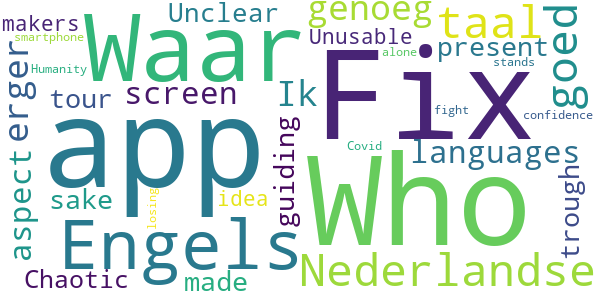 makers
smartphone
Waar
Unclear
genoeg
taal
goed
Unusable
present
alone
stands
Humanity
erger
tour
screen
Ik
Fix
app
Who
fight
confidence
guiding
Covid
languages
aspect
sake
losing
idea
trough
Engels
Nederlandse
Chaotic
made